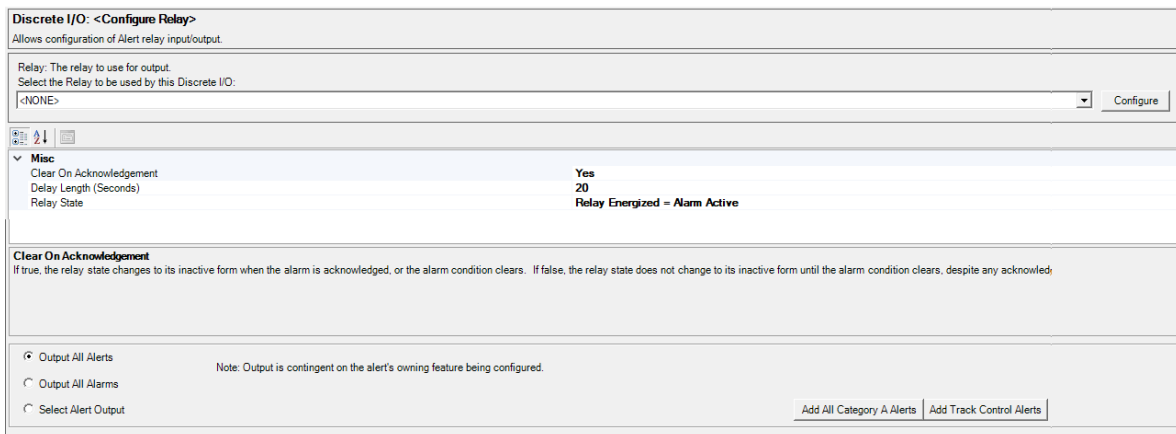 Discrete I/O: <Configure Relay>
Allows configuration of Alert relay input/output.
Relay: The relay to use for output.
Select the Relay to be used by this Discrete I/O:
<NONE>
Configure
Misc
Clear On Acknowledgement Yes
Delay Length (Seconds) 20
Relay State Relay Energized = Alarm Active
Clear On Acknowledgement
If true, the relay state changes to its inactive form when the alarm is acknowledged, or the alarm condition clears. If false, the relay state does not change to its inactive form until the alarm condition clears, despite any acknowledg
Output All Alerts
Note: Output is contingent on the alert's owning feature being configured.
Output All Alarms
Select Alert Output
Add All Category A Alerts Add Track Control Alerts